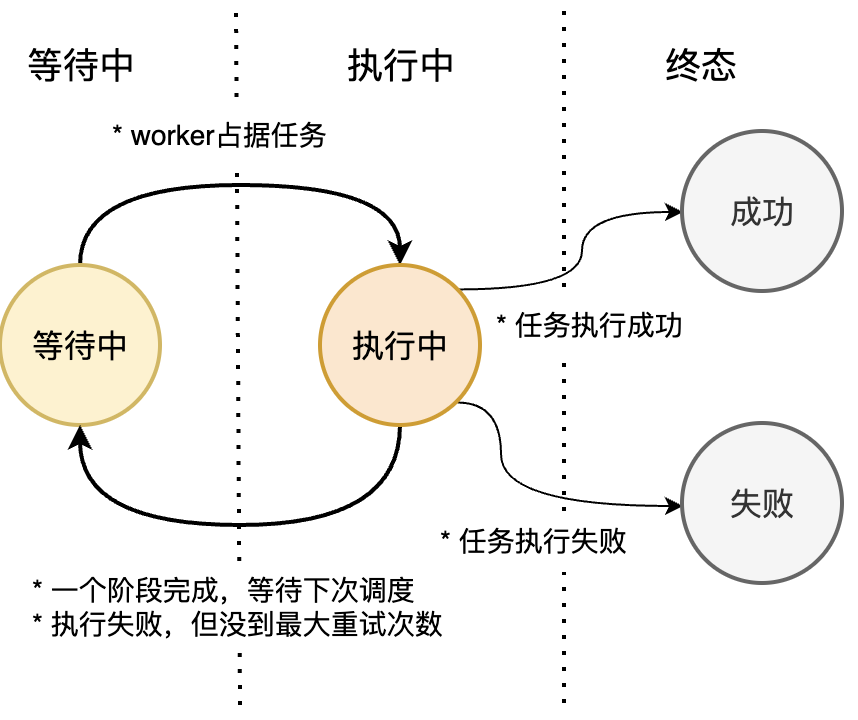 等待中
执行中
终态
* worker占据任务
成功
* 任务执行成功
等待中
执行中
失败
* 任务执行失败
* 一个阶段完成，等待下次调度
* 执行失败，但没到最大重试次数